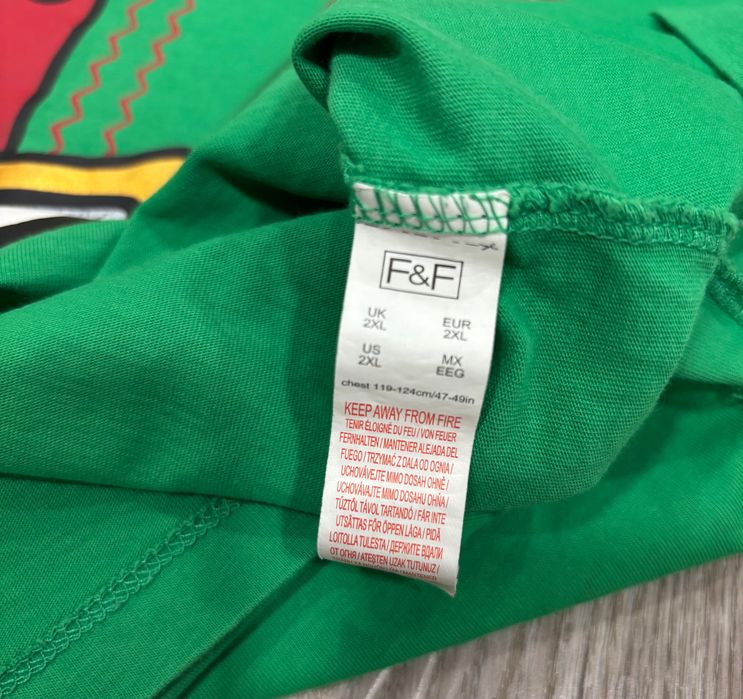 F&F
UK
2XL
EUR
2XL
US
2XL
MX
EEG
chest 119-124cm/47-49in
KEEP AWAY FROM FIRE
TENIR ÉLOIGNÉ DU FEU / VON FEUER
FERNHALTEN / MANTENER ALEJADA DEL
FUEGO / TRZYMAĆ Z DALA OD OGNIA /
UCHOVÁVEJTE MIMO DOSAH OHNĚ /
UCHOVÁVAJTE MIMO DOSAHU OHŇA /
TŰZTŐL TÁVOL TARTANDÓ / FÅR INTE
UTSÄTTAS FÖR ÖPPEN LÅGA / PIDÄ
LOITOLLA TULESTA / ДЕРЖИТЕ ВДАЛИ
ОТ ОГНЯ / ATEŞTEN UZAK TUTUNUZ /